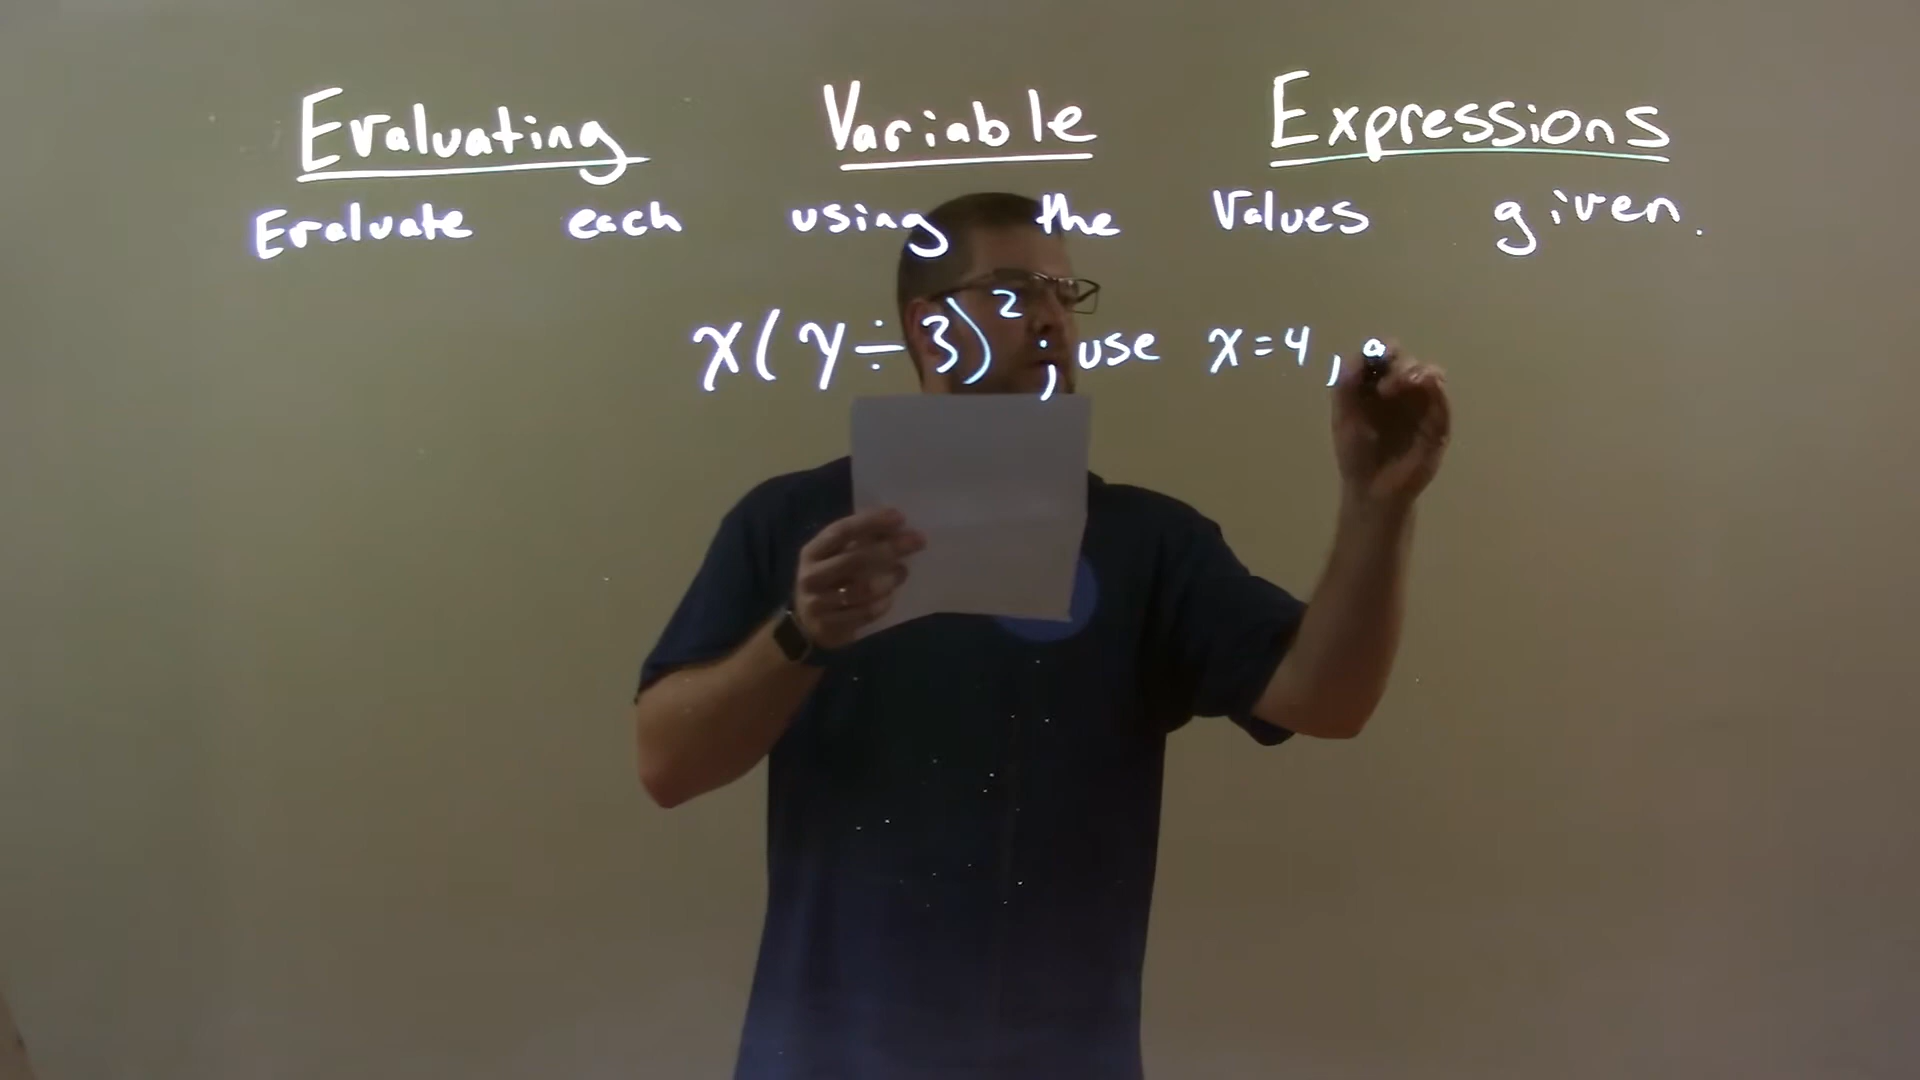 Evaluating Variable Expressions
Evaluate each using the values given.
x(y÷3)²; use x=4,